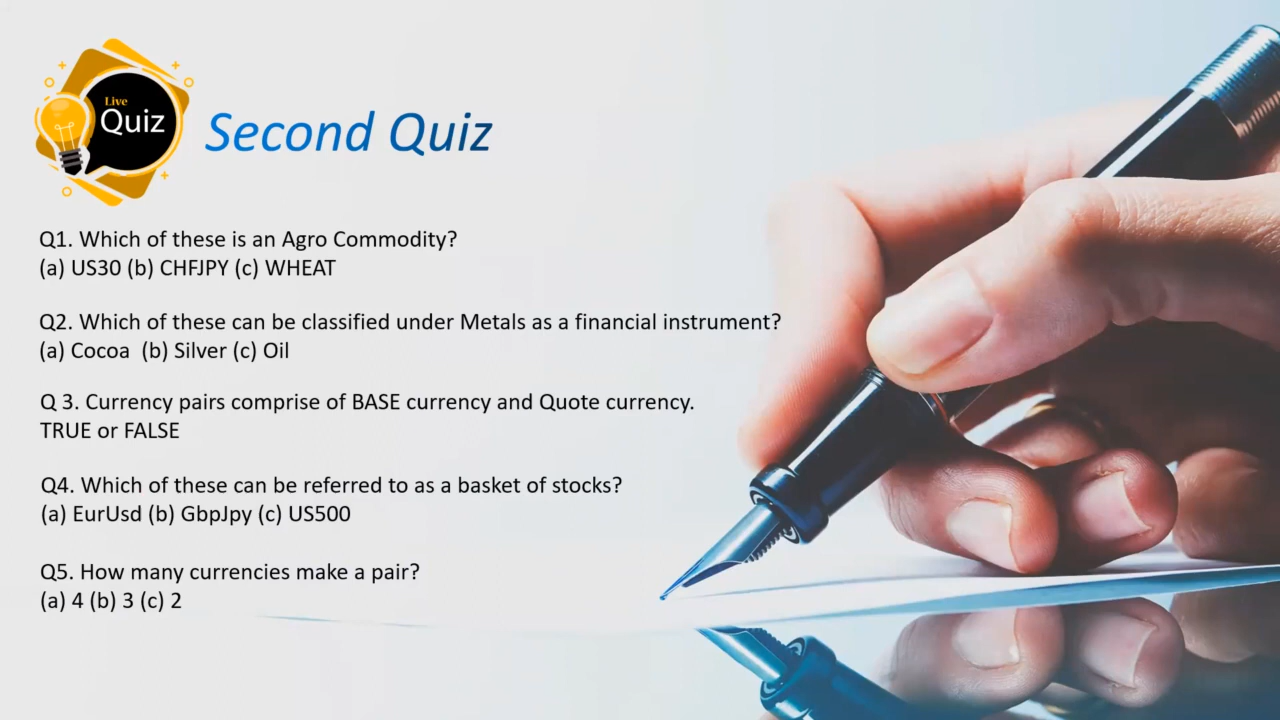 Live
Quiz
Second Quiz
Q1. Which of these is an Agro Commodity?
(a) US30 (b) CHFJPY (c) WHEAT
Q2. Which of these can be classified under Metals as a financial instrument?
(a) Cocoa  (b) Silver (c) Oil
Q 3. Currency pairs comprise of BASE currency and Quote currency.
TRUE or FALSE
Q4. Which of these can be referred to as a basket of stocks?
(a) EurUsd (b) GbpJpy (c) US500
Q5. How many currencies make a pair?
(a) 4 (b) 3 (c) 2